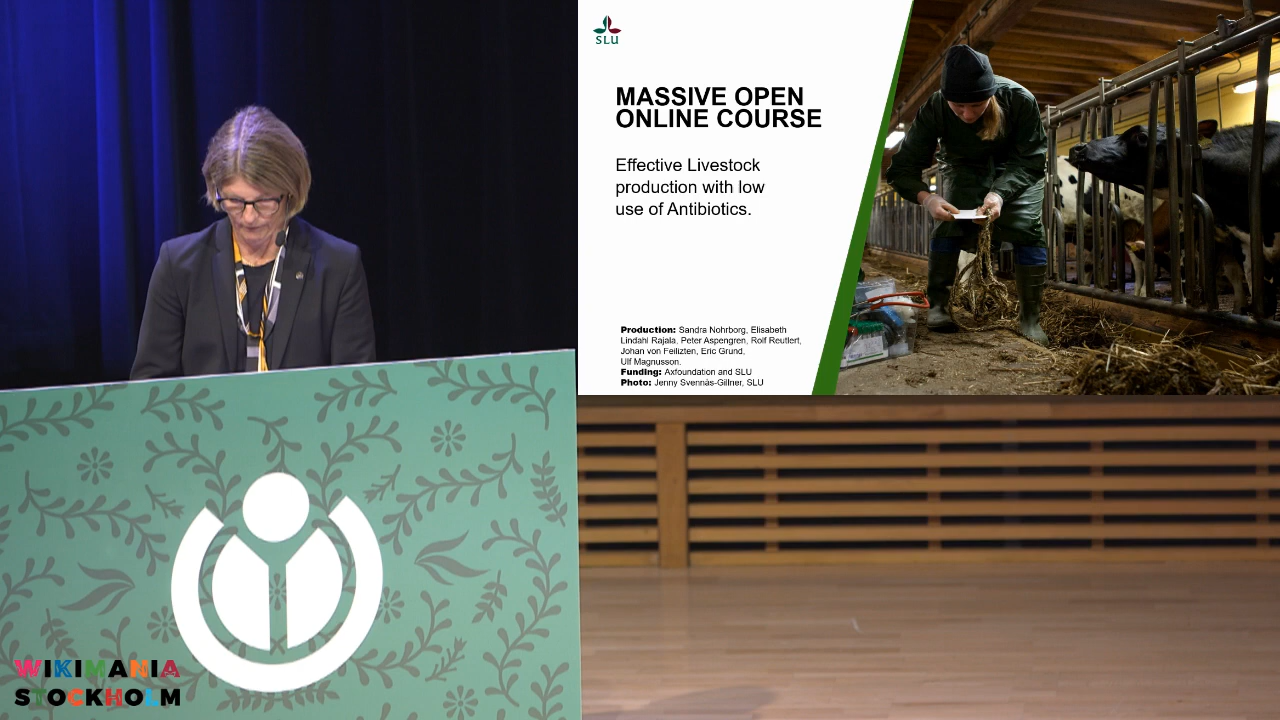 SLU
MASSIVE OPEN
ONLINE COURSE
Effective Livestock
production with low
use of Antibiotics.
Production: Sandra Nohrborg, Elisabeth
Lindahl Rajala, Peter Aspengren, Rolf Reutlert,
Johan von Feilizten, Eric Grund,
Ulf Magnusson.
Funding: Axfoundation and SLU
Photo: Jenny Svennås-Gillner, SLU
WIKIMANIA
STOCKHOLM